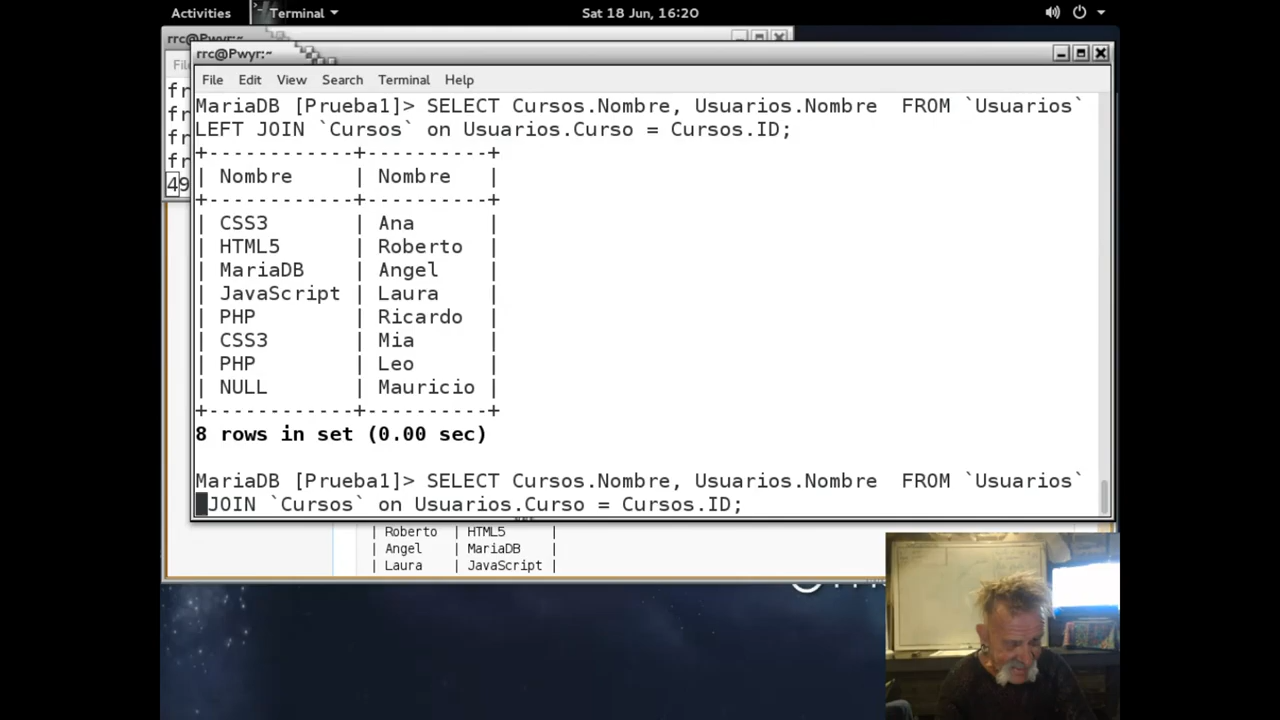 Activities Terminal Sat 18 Jun, 16:20
rrc@Pwyr:~
rrc@Pwyr:~
File Edit View Search Terminal Help
MariaDB [Prueba1]> SELECT Cursos.Nombre, Usuarios.Nombre  FROM `Usuarios`
LEFT JOIN `Cursos` on Usuarios.Curso = Cursos.ID;
+------------+----------+
| Nombre     | Nombre   |
+------------+----------+
| CSS3       | Ana      |
| HTML5      | Roberto  |
| MariaDB    | Angel    |
| JavaScript | Laura    |
| PHP        | Ricardo  |
| CSS3       | Mia      |
| PHP        | Leo      |
| NULL       | Mauricio |
+------------+----------+
8 rows in set (0.00 sec)
MariaDB [Prueba1]> SELECT Cursos.Nombre, Usuarios.Nombre  FROM `Usuarios`
JOIN `Cursos` on Usuarios.Curso = Cursos.ID;
49
| Roberto  | HTML5      |
| Angel    | MariaDB    |
| Laura    | JavaScript |